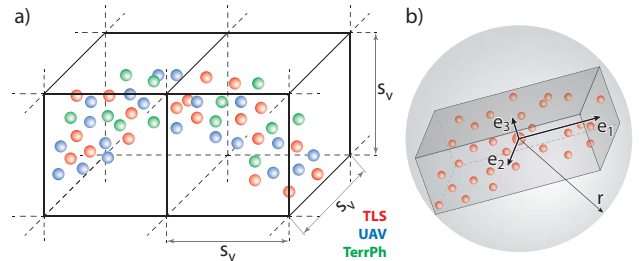 a)
b)
Sᵥ
Sᵥ
Sᵥ
TLS
UAV
TerrPh
e₁
e₂
e₃
r